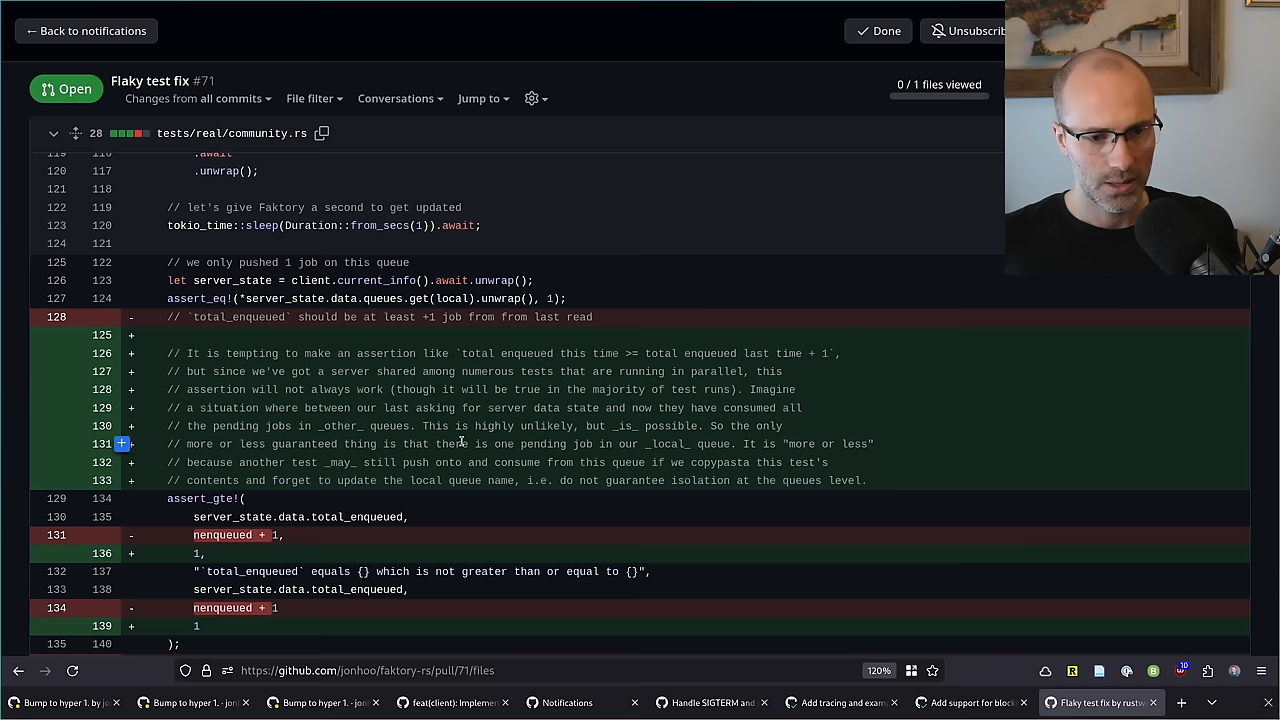 ← Back to notifications
Done
Unsubscrib
Open
Flaky test fix #71
Changes from all commits
File filter
Conversations
Jump to
0 / 1 files viewed
28 tests/real/community.rs
119 116 .await
120 117 .unwrap();
121 118
122 119 // let's give Faktory a second to get updated
123 120 tokio_time::sleep(Duration::from_secs(1)).await;
124 121
125 122 // we only pushed 1 job on this queue
126 123 let server_state = client.current_info().await.unwrap();
127 124 assert_eq!(*server_state.data.queues.get(local).unwrap(), 1);
128 - // `total_enqueued` should be at least +1 job from from last read
125 +
126 + // It is tempting to make an assertion like `total enqueued this time >= total enqueued last time + 1`,
127 + // but since we've got a server shared among numerous tests that are running in parallel, this
128 + // assertion will not always work (though it will be true in the majority of test runs). Imagine
129 + // a situation where between our last asking for server data state and now they have consumed all
130 + // the pending jobs in _other_ queues. This is highly unlikely, but _is_ possible. So the only
131 + // more or less guaranteed thing is that there is one pending job in our _local_ queue. It is "more or less"
132 + // because another test _may_ still push onto and consume from this queue if we copypasta this test's
133 + // contents and forget to update the local queue name, i.e. do not guarantee isolation at the queues level.
129 134 assert_gte!(
130 135 server_state.data.total_enqueued,
131 - nenqueued + 1,
136 + 1,
132 137 "`total_enqueued` equals {} which is not greater than or equal to {}",
133 138 server_state.data.total_enqueued,
134 - nenqueued + 1
139 + 1
135 140 );
https://github.com/jonhoo/faktory-rs/pull/71/files
120%
10
Bump to hyper 1. by jo
Bump to hyper 1. · jonl
Bump to hyper 1. · jonl
feat(client): Implemen
Notifications
Handle SIGTERM and
Add tracing and exam
Add support for block
Flaky test fix by rustw